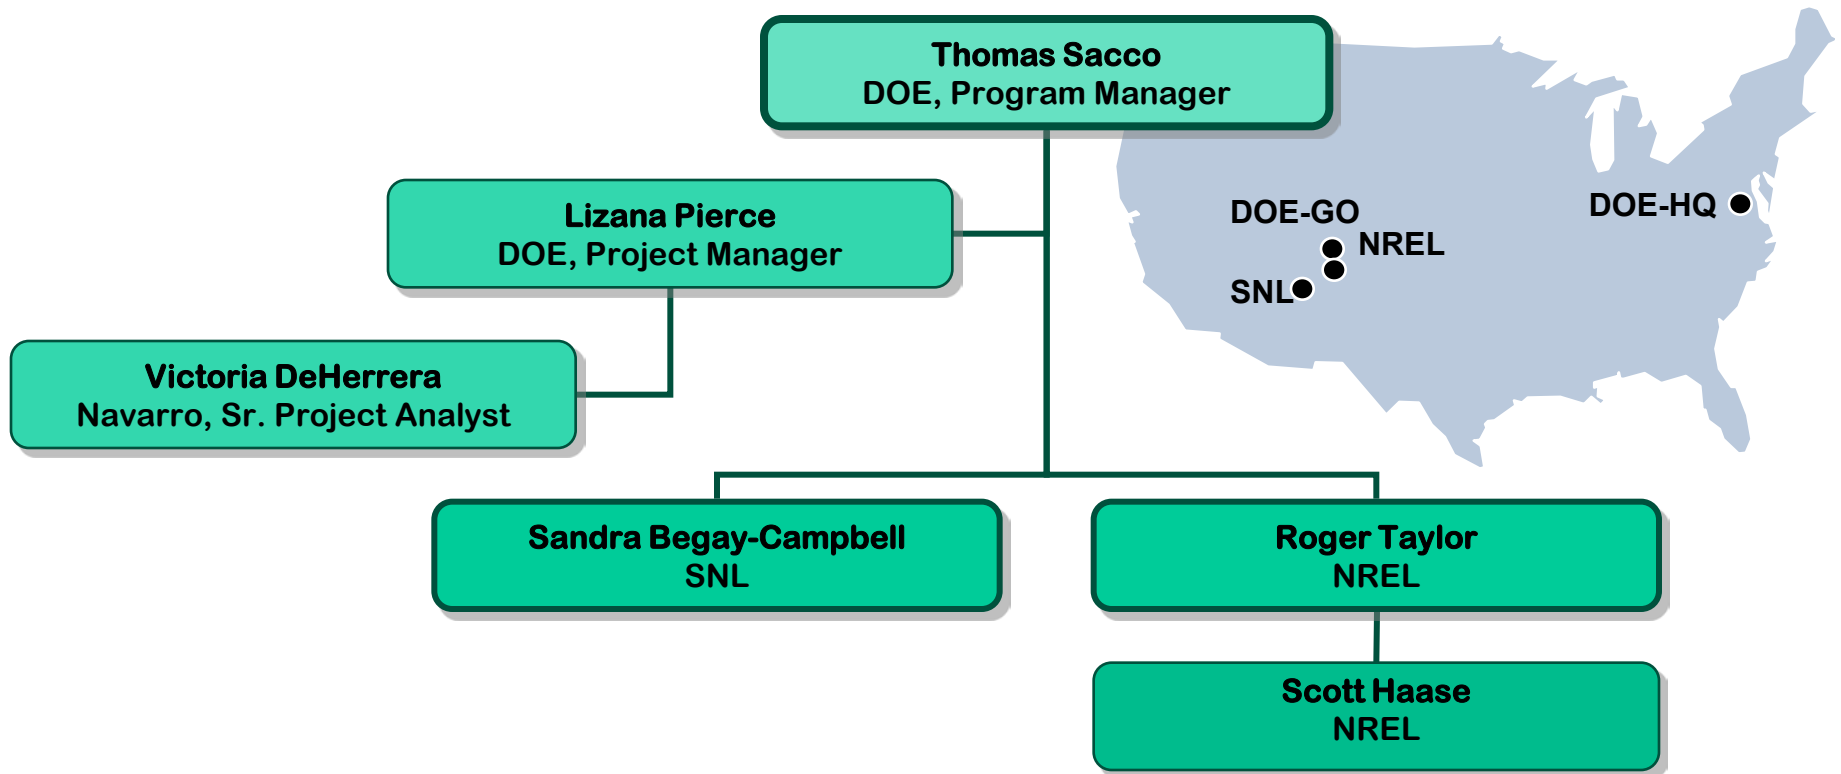 Thomas Sacco
DOE, Program Manager
Lizana Pierce
DOE, Project Manager
Victoria DeHerrera
Navarro, Sr. Project Analyst
Sandra Begay-Campbell
SNL
Roger Taylor
NREL
Scott Haase
NREL
DOE-GO
NREL
SNL
DOE-HQ